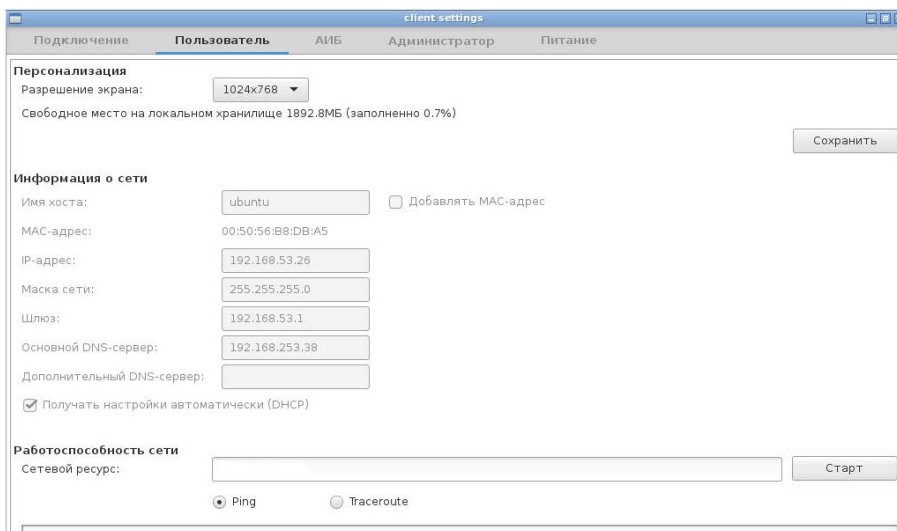 client settings
Подключение Пользователь АИБ Администратор Питание
Персонализация
Разрешение экрана: 1024x768
Свободное место на локальном хранилище 1892.8МБ (заполненно 0.7%)
Сохранить
Информация о сети
Имя хоста: ubuntu Добавлять MAC-адрес
MAC-адрес: 00:50:56:B8:DB:A5
IP-адрес: 192.168.53.26
Маска сети: 255.255.255.0
Шлюз: 192.168.53.1
Основной DNS-сервер: 192.168.253.38
Дополнительный DNS-сервер:
Получать настройки автоматически (DHCP)
Работоспособность сети
Сетевой ресурс: Старт
Ping Traceroute